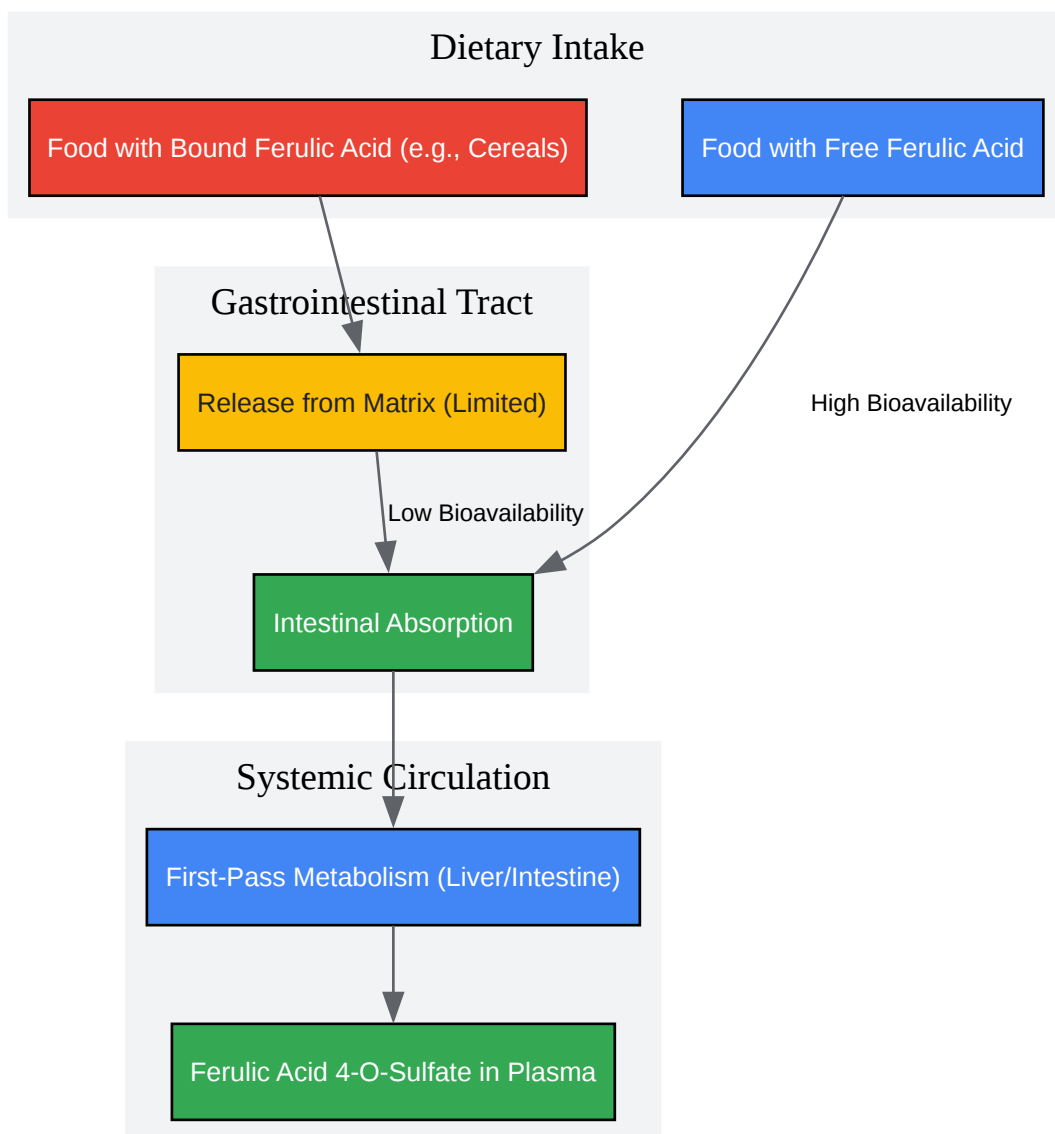 Dietary Intake
Food with Bound Ferulic Acid (e.g., Cereals)
Food with Free Ferulic Acid
Gastrointestinal Tract
Release from Matrix (Limited)
High Bioavailability
Low Bioavailability
Intestinal Absorption
Systemic Circulation
First-Pass Metabolism (Liver/Intestine)
Ferulic Acid 4-O-Sulfate in Plasma